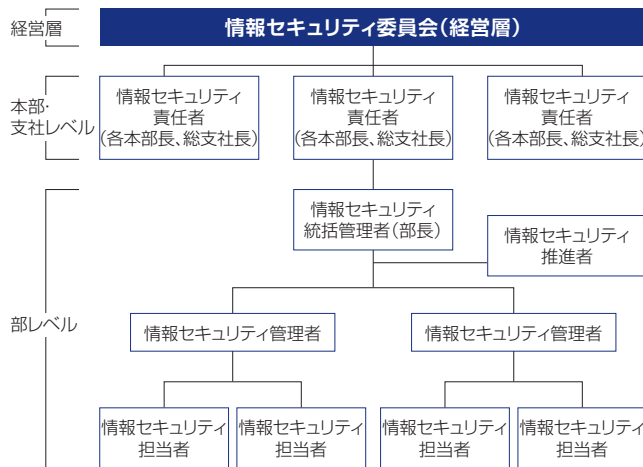 経営層
情報セキュリティ委員会(経営層)
本部・
支社レベル
情報セキュリティ
責任者
(各本部長、総支社長)
情報セキュリティ
責任者
(各本部長、総支社長)
情報セキュリティ
責任者
(各本部長、総支社長)
部レベル
情報セキュリティ
統括管理者(部長)
情報セキュリティ
推進者
情報セキュリティ管理者
情報セキュリティ管理者
情報セキュリティ
担当者
情報セキュリティ
担当者
情報セキュリティ
担当者
情報セキュリティ
担当者